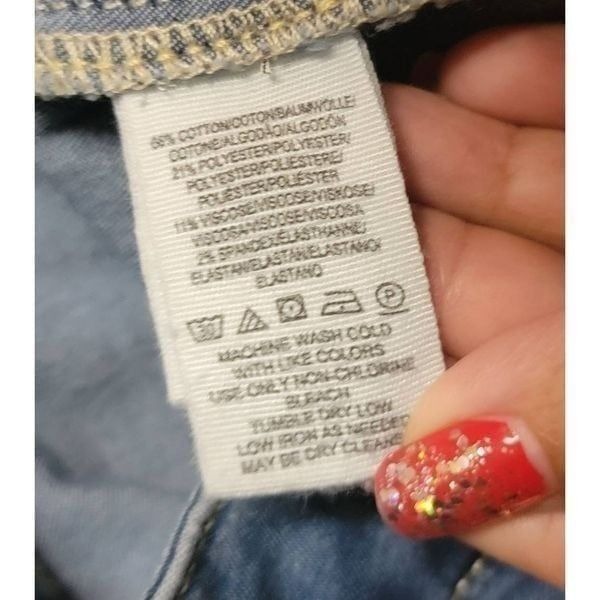 66% COTTON/COTON/BAUMWOLLE/
COTONE/ALGODÃO/ALGODÓN
21% POLYESTER/POLYESTER/
POLYESTER/POLIESTERE/
POLIÉSTER/POLIÉSTER
11% VISCOSE/VISCOSE/VISKOSE/
VISCOSA/VISCOSE/VISCOSA
2% SPANDEX/ÉLASTHANNE/
ELASTAN/ELASTAN/ELASTANO/
ELASTANO
P
MACHINE WASH COLD
WITH LIKE COLORS
USE ONLY NON-CHLORINE
BLEACH
TUMBLE DRY LOW
LOW IRON AS NEEDED
MAY BE DRY CLEANED